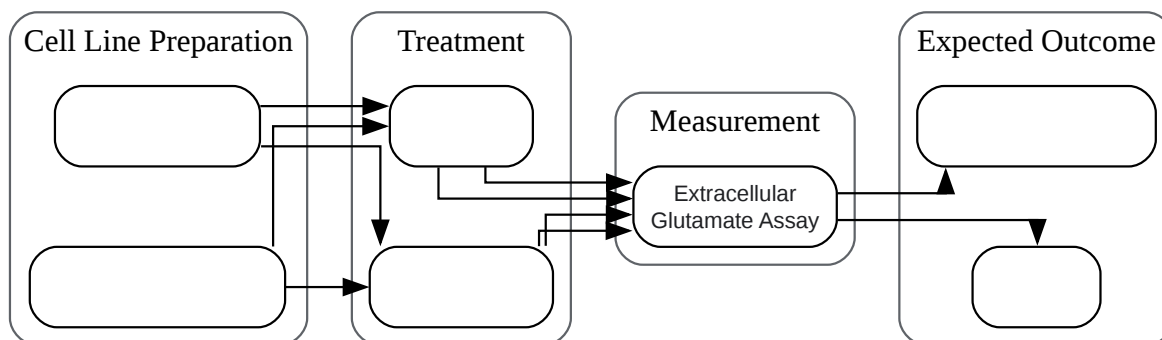 Cell Line Preparation
Treatment
Measurement
Extracellular
Glutamate Assay
Expected Outcome